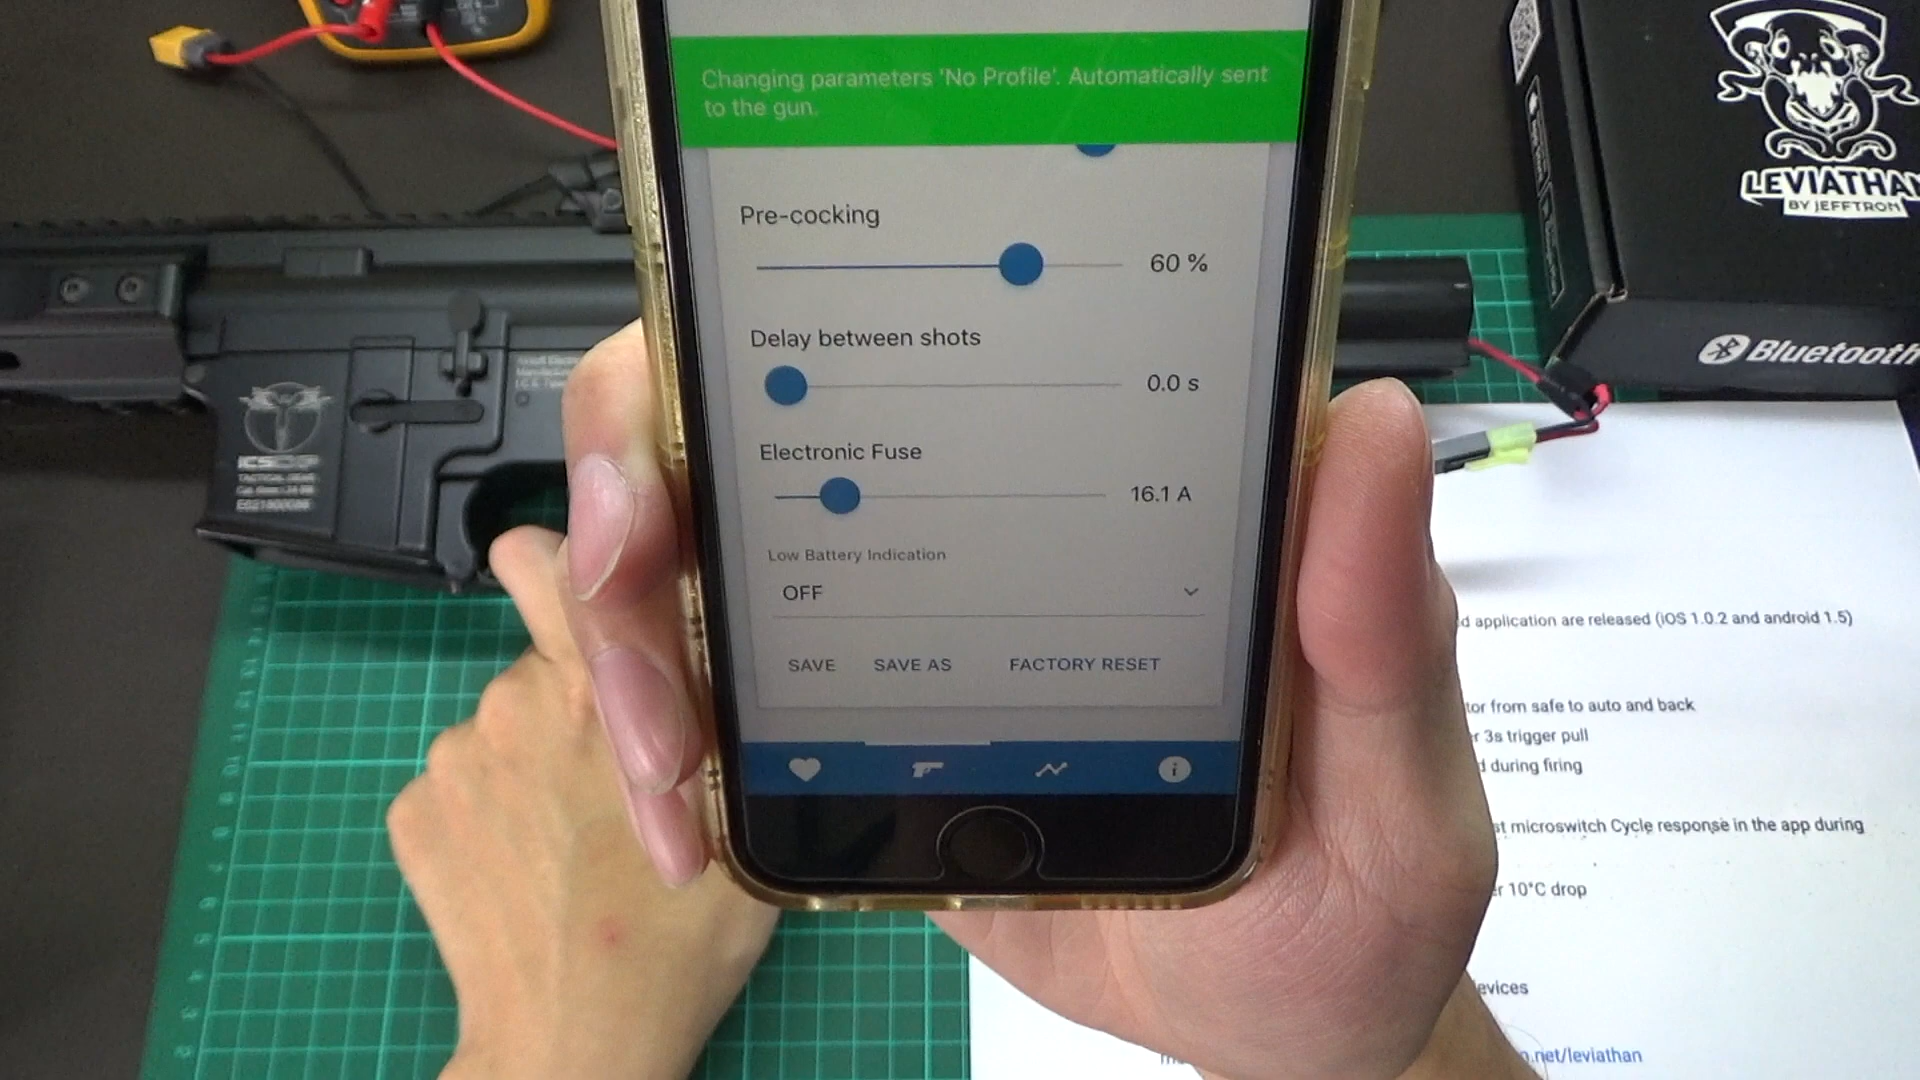 Changing parameters 'No Profile'. Automatically sent
to the gun.
Pre-cocking
60 %
Delay between shots
0.0 s
Electronic Fuse
16.1 A
Low Battery Indication
OFF
SAVE SAVE AS FACTORY RESET
LEVIATHAN
BY JEFFTRON
Bluetooth
application are released (iOS 1.0.2 and android 1.5)
from safe to auto and back
3s trigger pull
during firing
microswitch Cycle response in the app during
10°C drop
.net/leviathan